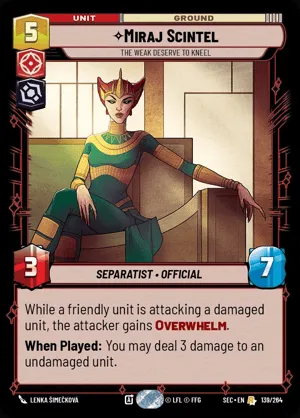 UNIT GROUND
5 ✧MIRAJ SCINTEL
THE WEAK DESERVE TO KNEEL
3 7
SEPARATIST • OFFICIAL
While a friendly unit is attacking a damaged
unit, the attacker gains OVERWHELM.
When Played: You may deal 3 damage to an
undamaged unit.
LENKA ŠIMEČKOVÁ © LFL © FFG SEC • EN R 139/264